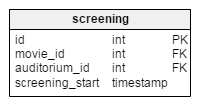 screening
id int PK
movie_id int FK
auditorium_id int FK
screening_start timestamp